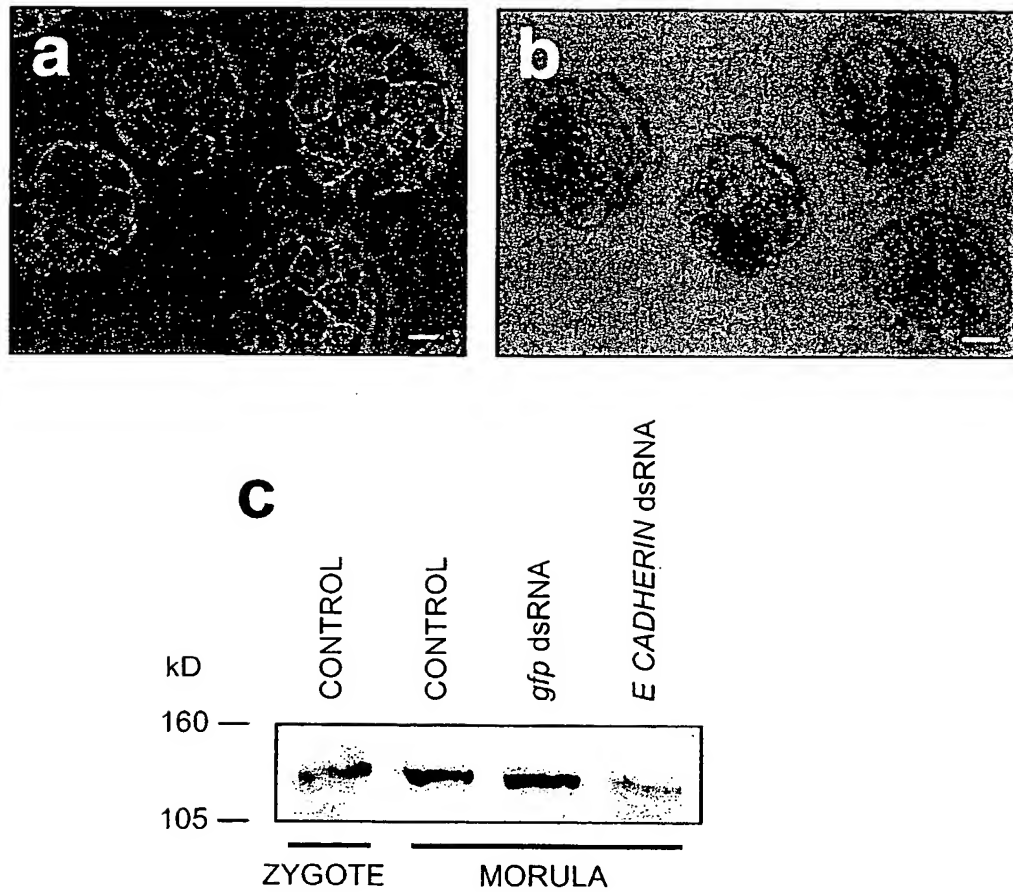 a
b
c
CONTROL
CONTROL
gfp dsRNA
E CADHERIN dsRNA
kD
160
105
ZYGOTE
MORULA